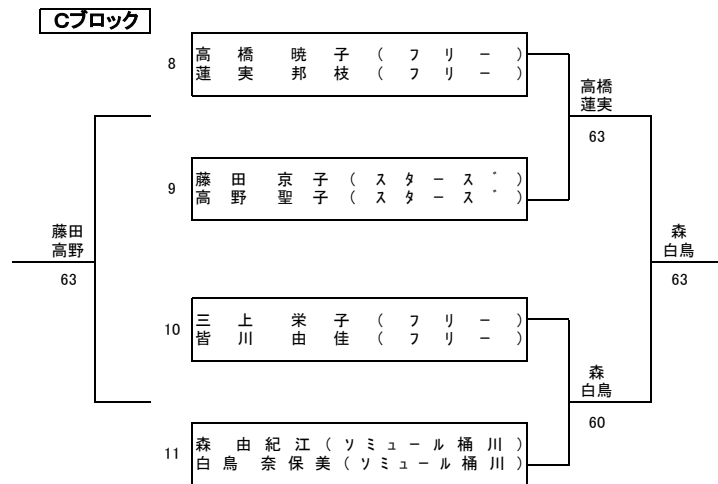 Cブロック
8
高橋 暁子(フリー)
蓮実 邦枝(フリー)
高橋
蓮実
63
9
藤田 京子(スターズ)
高野 聖子(スターズ)
藤田
高野
63
森
白鳥
63
10
三上 栄子(フリー)
皆川 由佳(フリー)
森
白鳥
60
11
森 由紀江(ソミュール桶川)
白鳥 奈保美(ソミュール桶川)